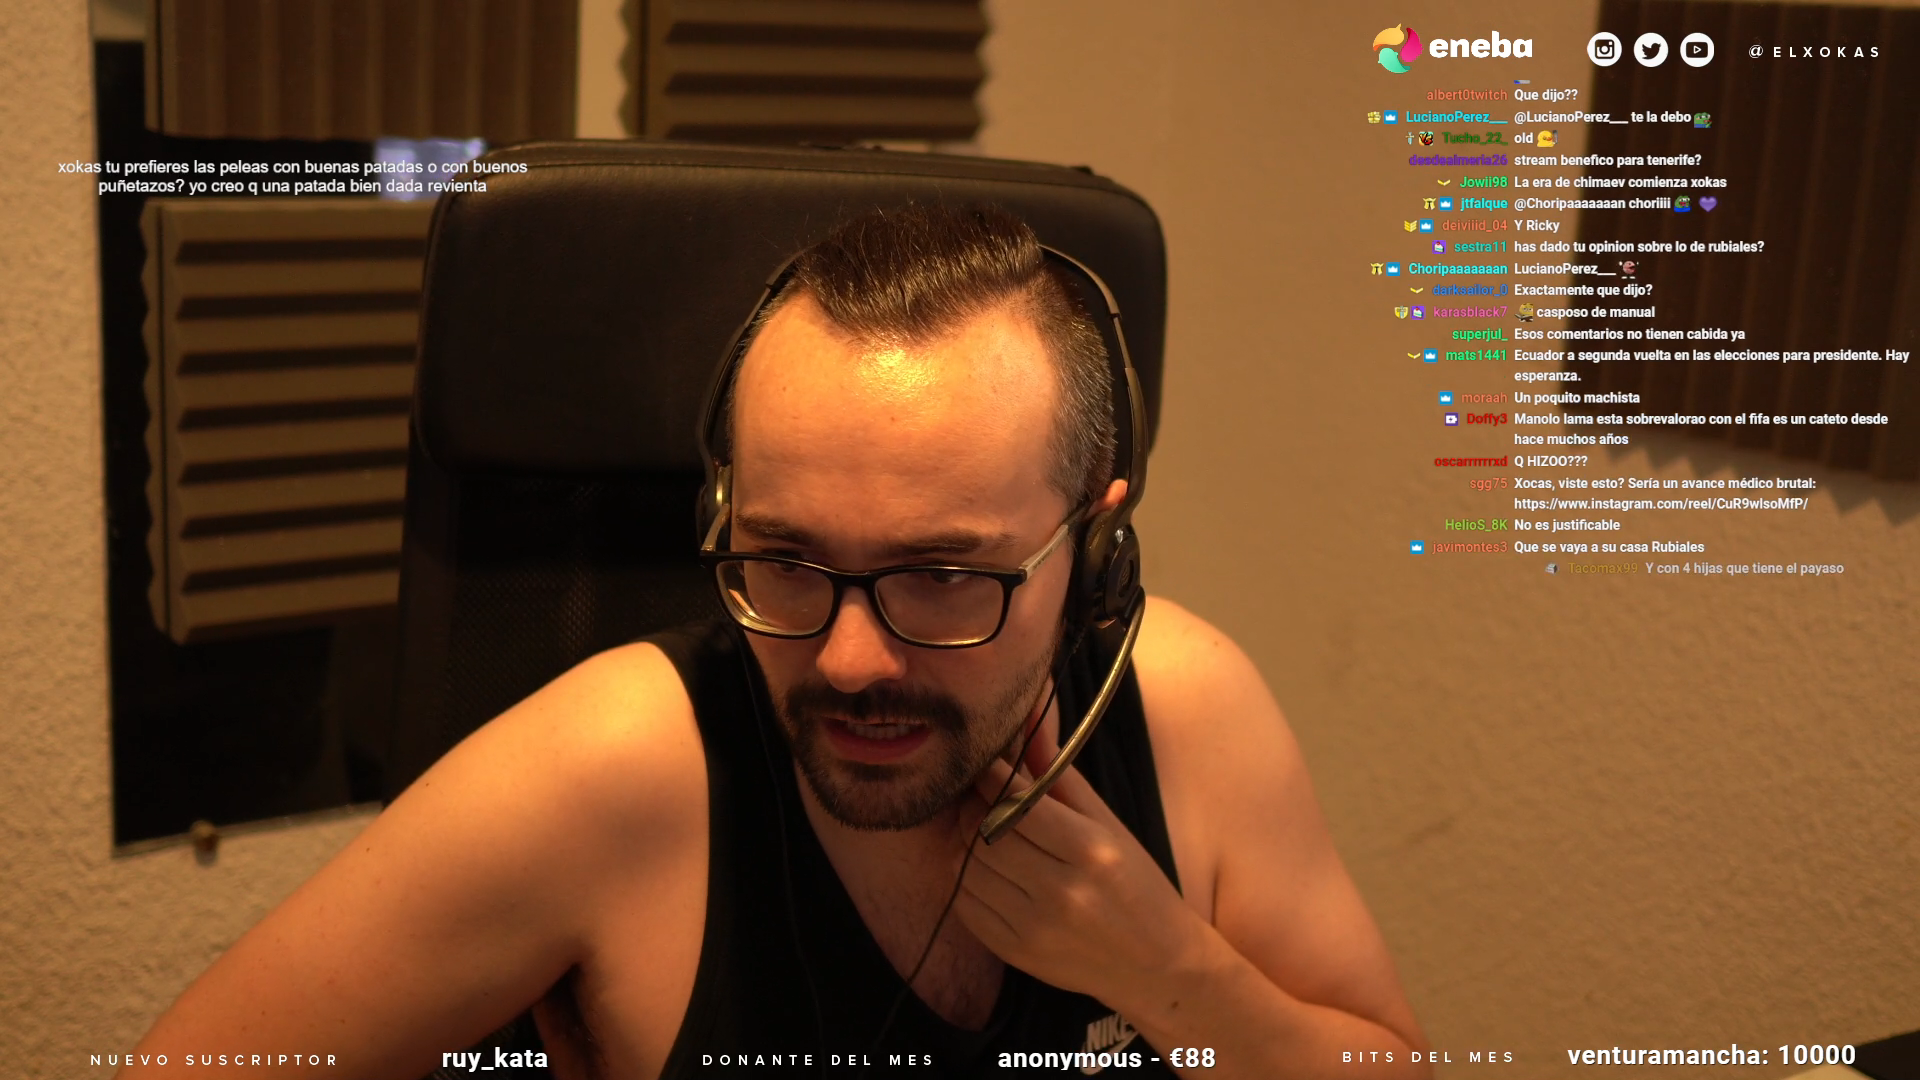 eneba
@ELXOKAS
albert0twitch Que dijo??
LucianoPerez___ @LucianoPerez___ te la debo
Tucho_22_ old
desdealmeria26 stream benefico para tenerife?
xokas tu prefieres las peleas con buenas patadas o con buenos
puñetazos? yo creo q una patada bien dada revienta
Jowii98 La era de chimaev comienza xokas
jtfalque @Choripaaaaaaan choriiii
deiviiid_04 Y Ricky
sestra11 has dado tu opinion sobre lo de rubiales?
Choripaaaaaaan LucianoPerez___
darksailor_0 Exactamente que dijo?
karasblack7 casposo de manual
superjul_ Esos comentarios no tienen cabida ya
mats1441 Ecuador a segunda vuelta en las elecciones para presidente. Hay
esperanza.
moraah Un poquito machista
Doffy3 Manolo lama esta sobrevalorao con el fifa es un cateto desde
hace muchos años
oscarrrrrrxd Q HIZOO???
sgg75 Xocas, viste esto? Sería un avance médico brutal:
https://www.instagram.com/reel/CuR9wlsoMfP/
HelioS_8K No es justificable
javimontes3 Que se vaya a su casa Rubiales
Tacomax99 Y con 4 hijas que tiene el payaso
NIKE
NUEVO SUSCRIPTOR ruy_kata DONANTE DEL MES anonymous - €88 BITS DEL MES venturamancha: 10000